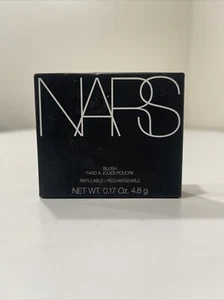 NARS
BLUSH
FARD À JOUES POUDRE
REFILLABLE / RECHARGEABLE
NET WT. 0.17 Oz. 4.8 g